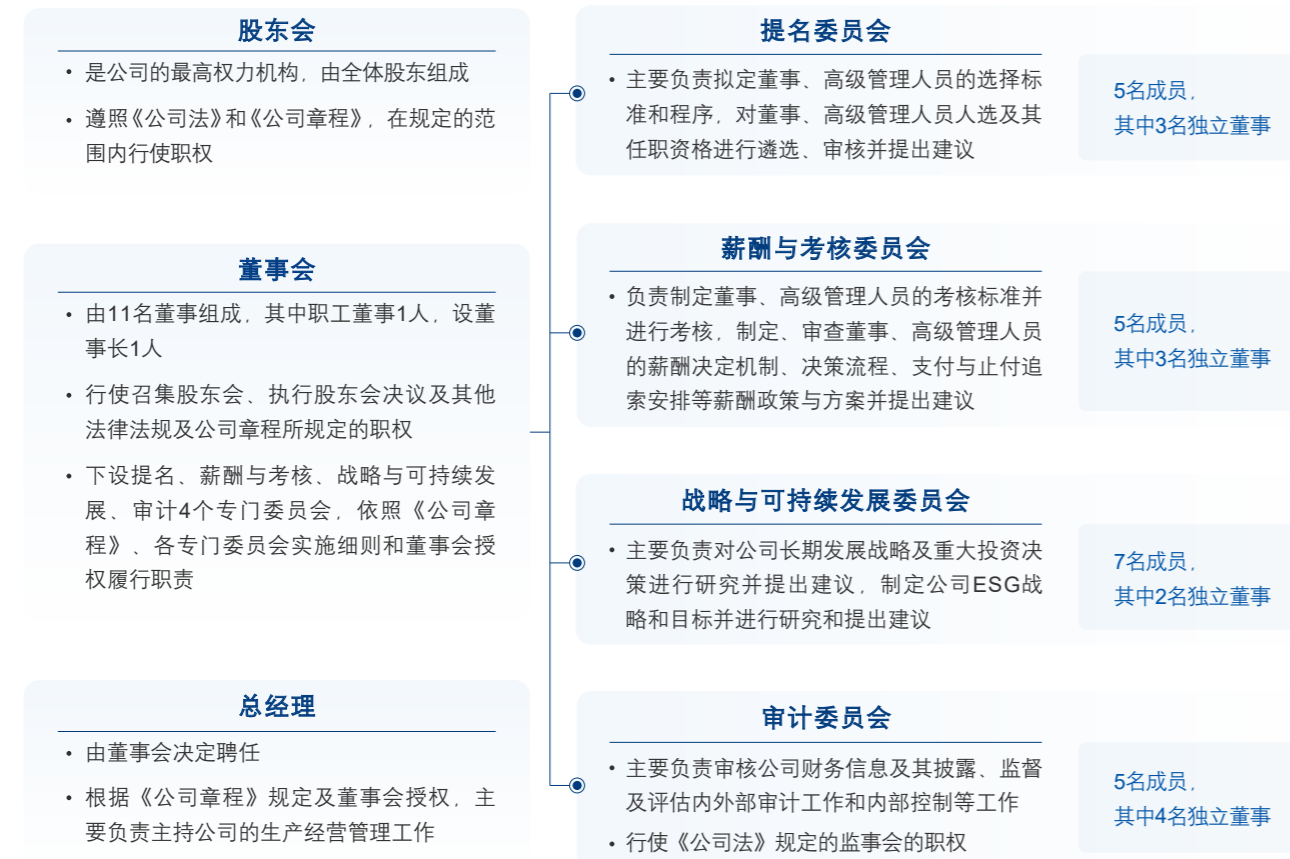 股东会
• 是公司的最高权力机构，由全体股东组成
• 遵照《公司法》和《公司章程》，在规定的范
围内行使职权
董事会
• 由11名董事组成，其中职工董事1人，设董
事长1人
• 行使召集股东会、执行股东会决议及其他
法律法规及公司章程所规定的职权
• 下设提名、薪酬与考核、战略与可持续发
展、审计4个专门委员会，依照《公司章
程》、各专门委员会实施细则和董事会授
权履行职责
总经理
• 由董事会决定聘任
• 根据《公司章程》规定及董事会授权，主
要负责主持公司的生产经营管理工作
提名委员会
• 主要负责拟定董事、高级管理人员的选择标
准和程序，对董事、高级管理人员人选及其
任职资格进行遴选、审核并提出建议
5名成员，
其中3名独立董事
薪酬与考核委员会
• 负责制定董事、高级管理人员的考核标准并
进行考核，制定、审查董事、高级管理人员
的薪酬决定机制、决策流程、支付与止付追
索安排等薪酬政策与方案并提出建议
5名成员，
其中3名独立董事
战略与可持续发展委员会
• 主要负责对公司长期发展战略及重大投资决
策进行研究并提出建议，制定公司ESG战
略和目标并进行研究和提出建议
7名成员，
其中2名独立董事
审计委员会
• 主要负责审核公司财务信息及其披露、监督
及评估内外部审计工作和内部控制等工作
• 行使《公司法》规定的监事会的职权
5名成员，
其中4名独立董事